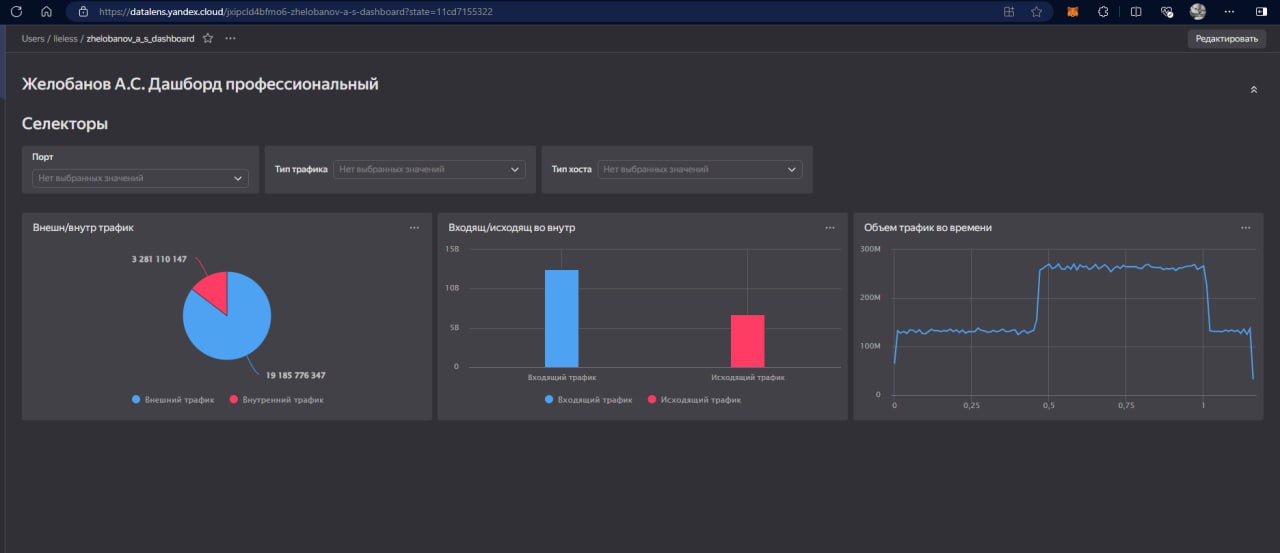 https://datalens.yandex.cloud/jxipcld4bfmo6-zhelobanov-a-s-dashboard?state=11cd7155322
Users / lieless / zhelobanov_a_s_dashboard
Редактировать
Желобанов А.С. Дашборд профессиональный
Селекторы
Порт
Нет выбранных значений
Тип трафика
Нет выбранных значений
Тип хоста
Нет выбранных значений
Внешн/внутр трафик
3 281 110 147
19 185 776 347
Внешний трафик
Внутренний трафик
Входящ/исходящ во внутр
15B
10B
5B
0
Входящий трафик
Исходящий трафик
Входящий трафик
Исходящий трафик
Объем трафик во времени
300M
200M
100M
0
0
0,25
0,5
0,75
1